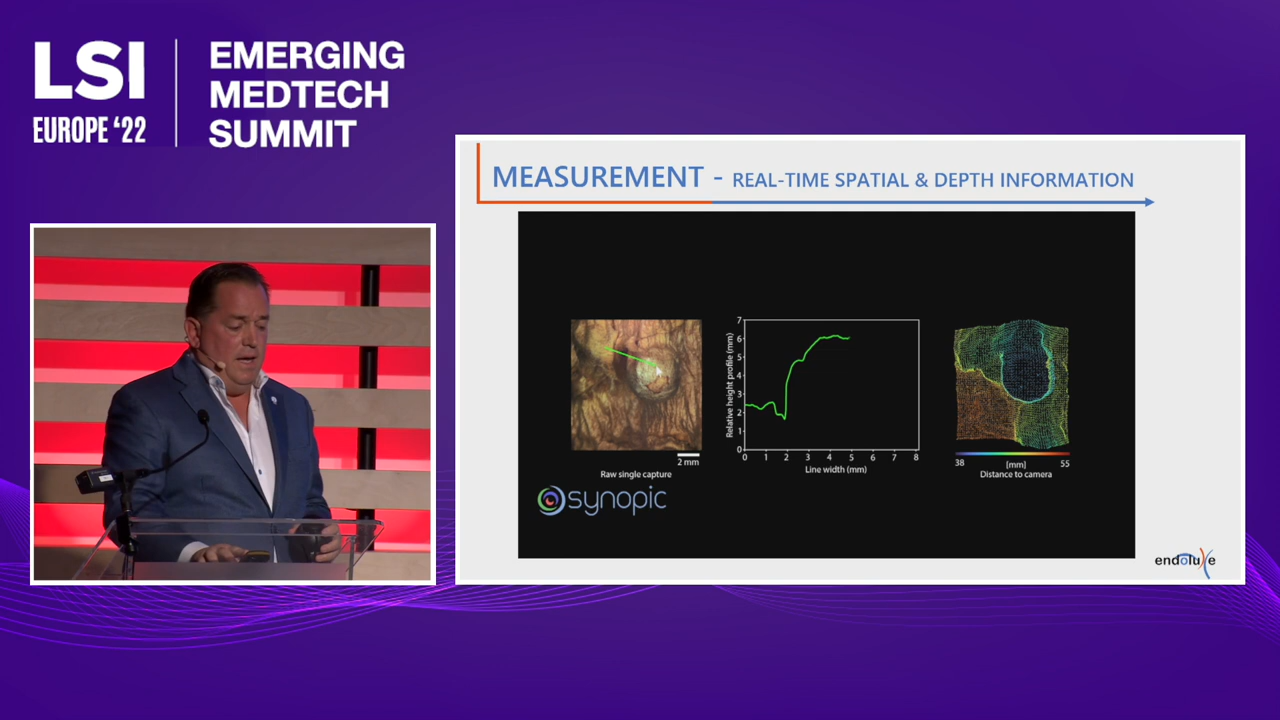 LSI
EUROPE '22
EMERGING
MEDTECH
SUMMIT
MEASUREMENT - REAL-TIME SPATIAL & DEPTH INFORMATION
2 mm
Raw single capture
Relative height profile (mm)
7
6
5
4
3
2
1
0
0 1 2 3 4 5 6 7 8
Line width (mm)
38 [mm] 55
Distance to camera
synopic
endoluxe